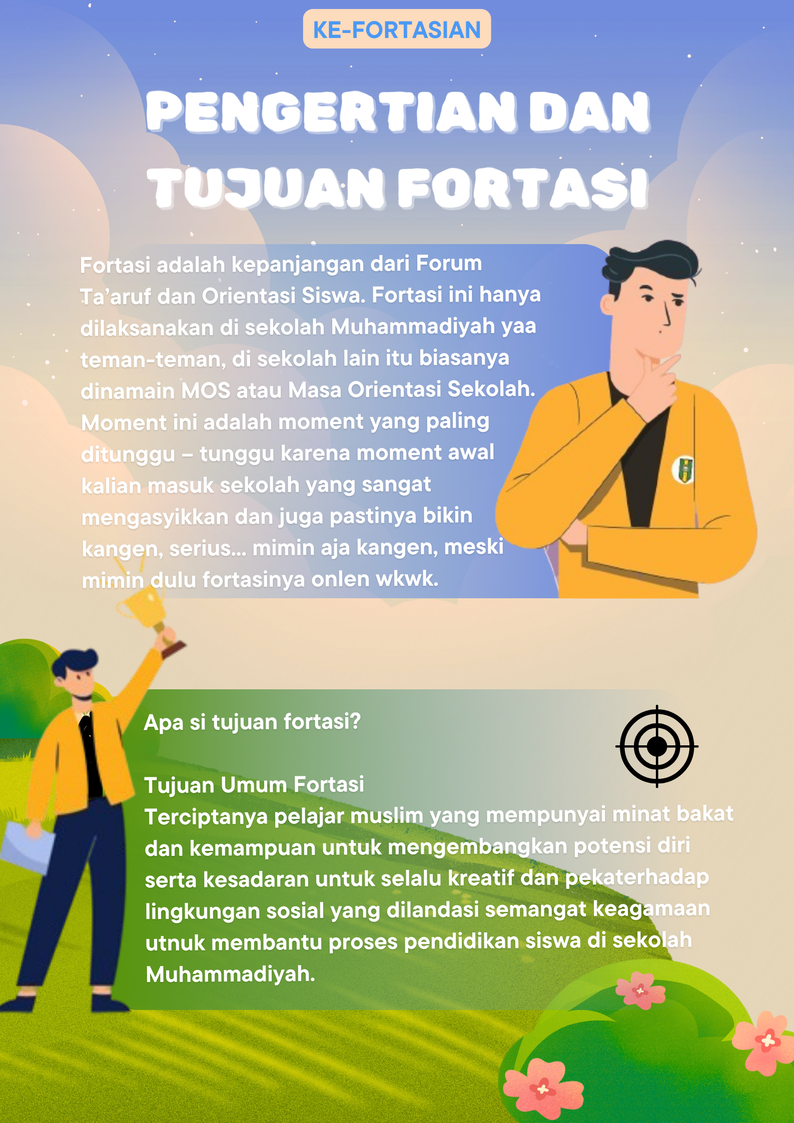 KE-FORTASIAN
PENGERTIAN DAN
TUJUAN FORTASI
Fortasi adalah kepanjangan dari Forum
Ta'aruf dan Orientasi Siswa. Fortasi ini hanya
dilaksanakan di sekolah Muhammadiyah yaa
teman-teman, di sekolah lain itu biasanya
dinamain MOS atau Masa Orientasi Sekolah.
Moment ini adalah moment yang paling
ditunggu – tunggu karena moment awal
kalian masuk sekolah yang sangat
mengasyikkan dan juga pastinya bikin
kangen, serius... mimin aja kangen, meski
mimin dulu fortasinya onlen wkwk.
Apa si tujuan fortasi?
Tujuan Umum Fortasi
Terciptanya pelajar muslim yang mempunyai minat bakat
dan kemampuan untuk mengembangkan potensi diri
serta kesadaran untuk selalu kreatif dan pekaterhadap
lingkungan sosial yang dilandasi semangat keagamaan
utnuk membantu proses pendidikan siswa di sekolah
Muhammadiyah.